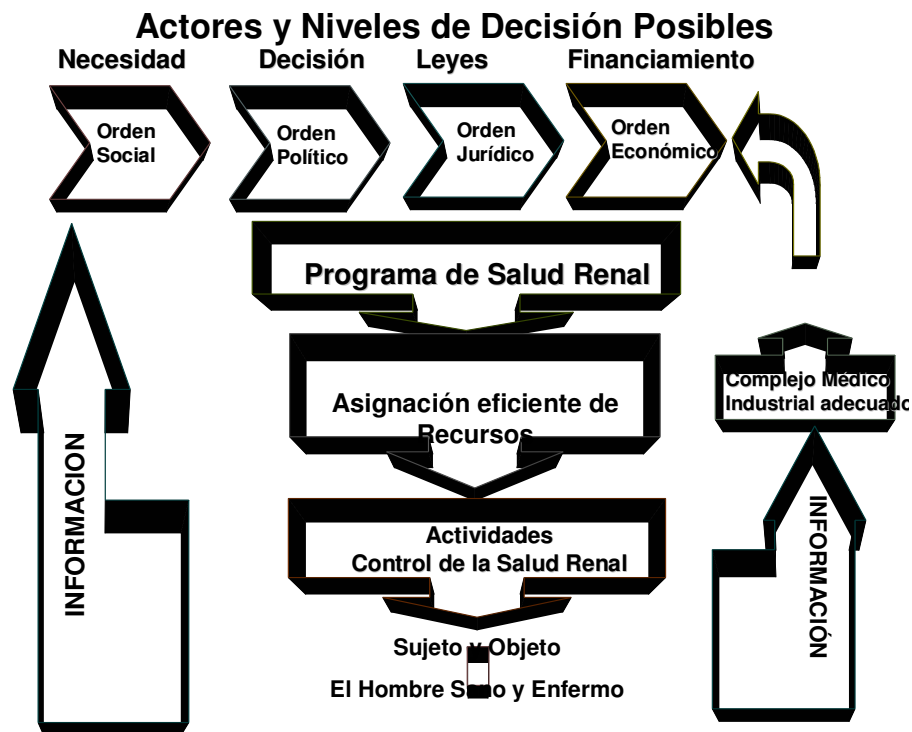 Actores y Niveles de Decisión Posibles
Necesidad
Decisión
Leyes
Financiamiento
Orden
Social
Orden
Político
Orden
Jurídico
Orden
Económico
Programa de Salud Renal
Asignación eficiente de
Recursos
Complejo Médico
Industrial adecuado
Actividades
Control de la Salud Renal
INFORMACION
INFORMACIÓN
Sujeto y Objeto
El Hombre Sano y Enfermo